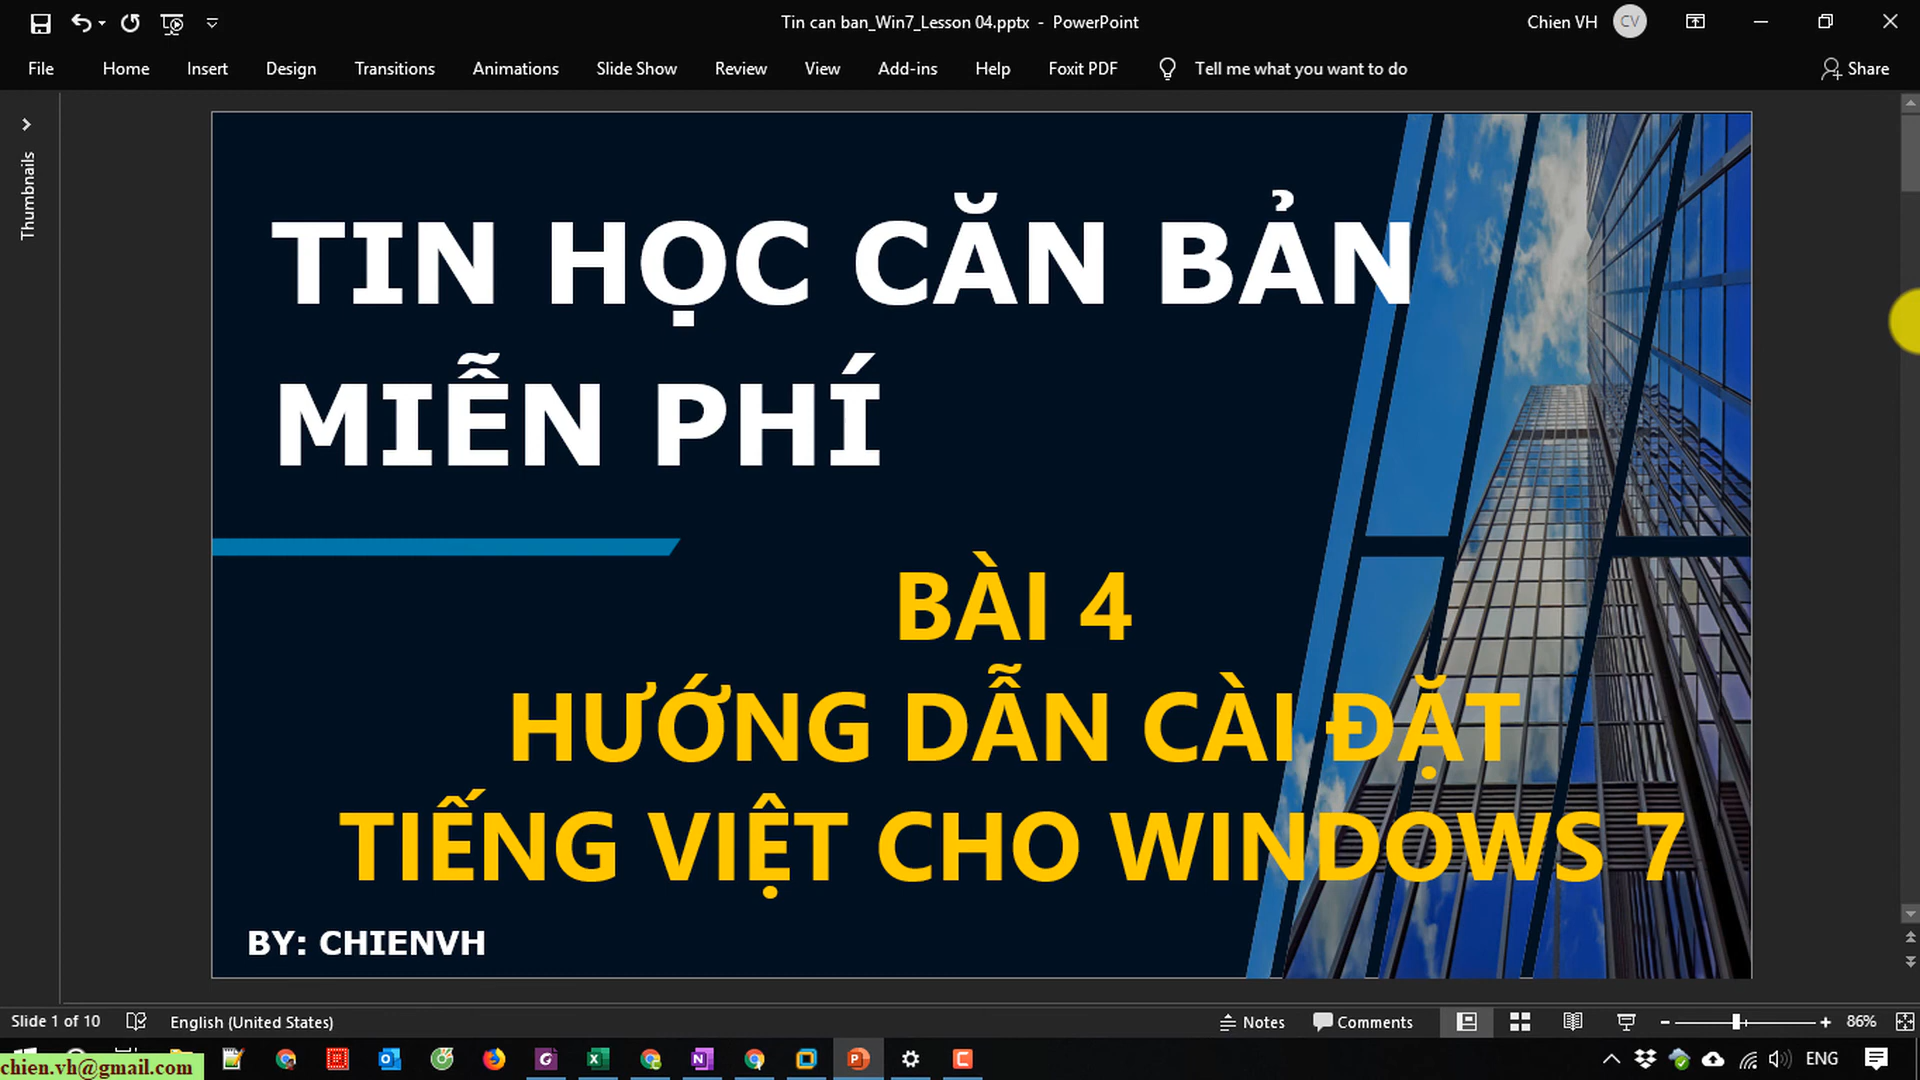 Tin can ban_Win7_Lesson 04.pptx - PowerPoint
Chien VH
CV
File Home Insert Design Transitions Animations Slide Show Review View Add-ins Help Foxit PDF Tell me what you want to do Share
Thumbnails
TIN HỌC CĂN BẢN
MIỄN PHÍ
BÀI 4
HƯỚNG DẪN CÀI ĐẶT
TIẾNG VIỆT CHO WINDOWS 7
BY: CHIENVH
Slide 1 of 10 English (United States) Notes Comments 86%
chien.vh@gmail.com
ENG